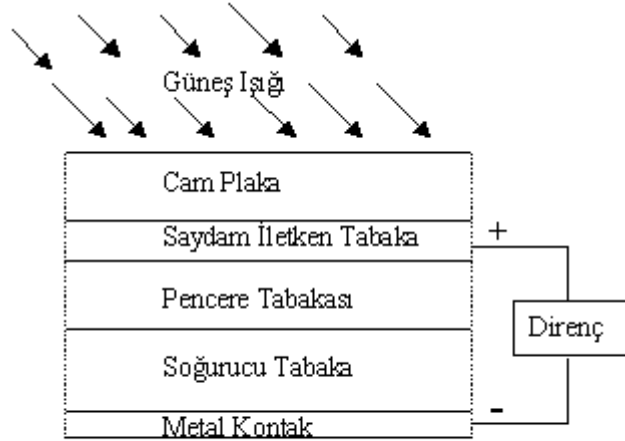 Güneş Işığı
Cam Plaka
Saydam İletken Tabaka
+
Pencere Tabakası
Direnç
Soğurucu Tabaka
-
Metal Kontak